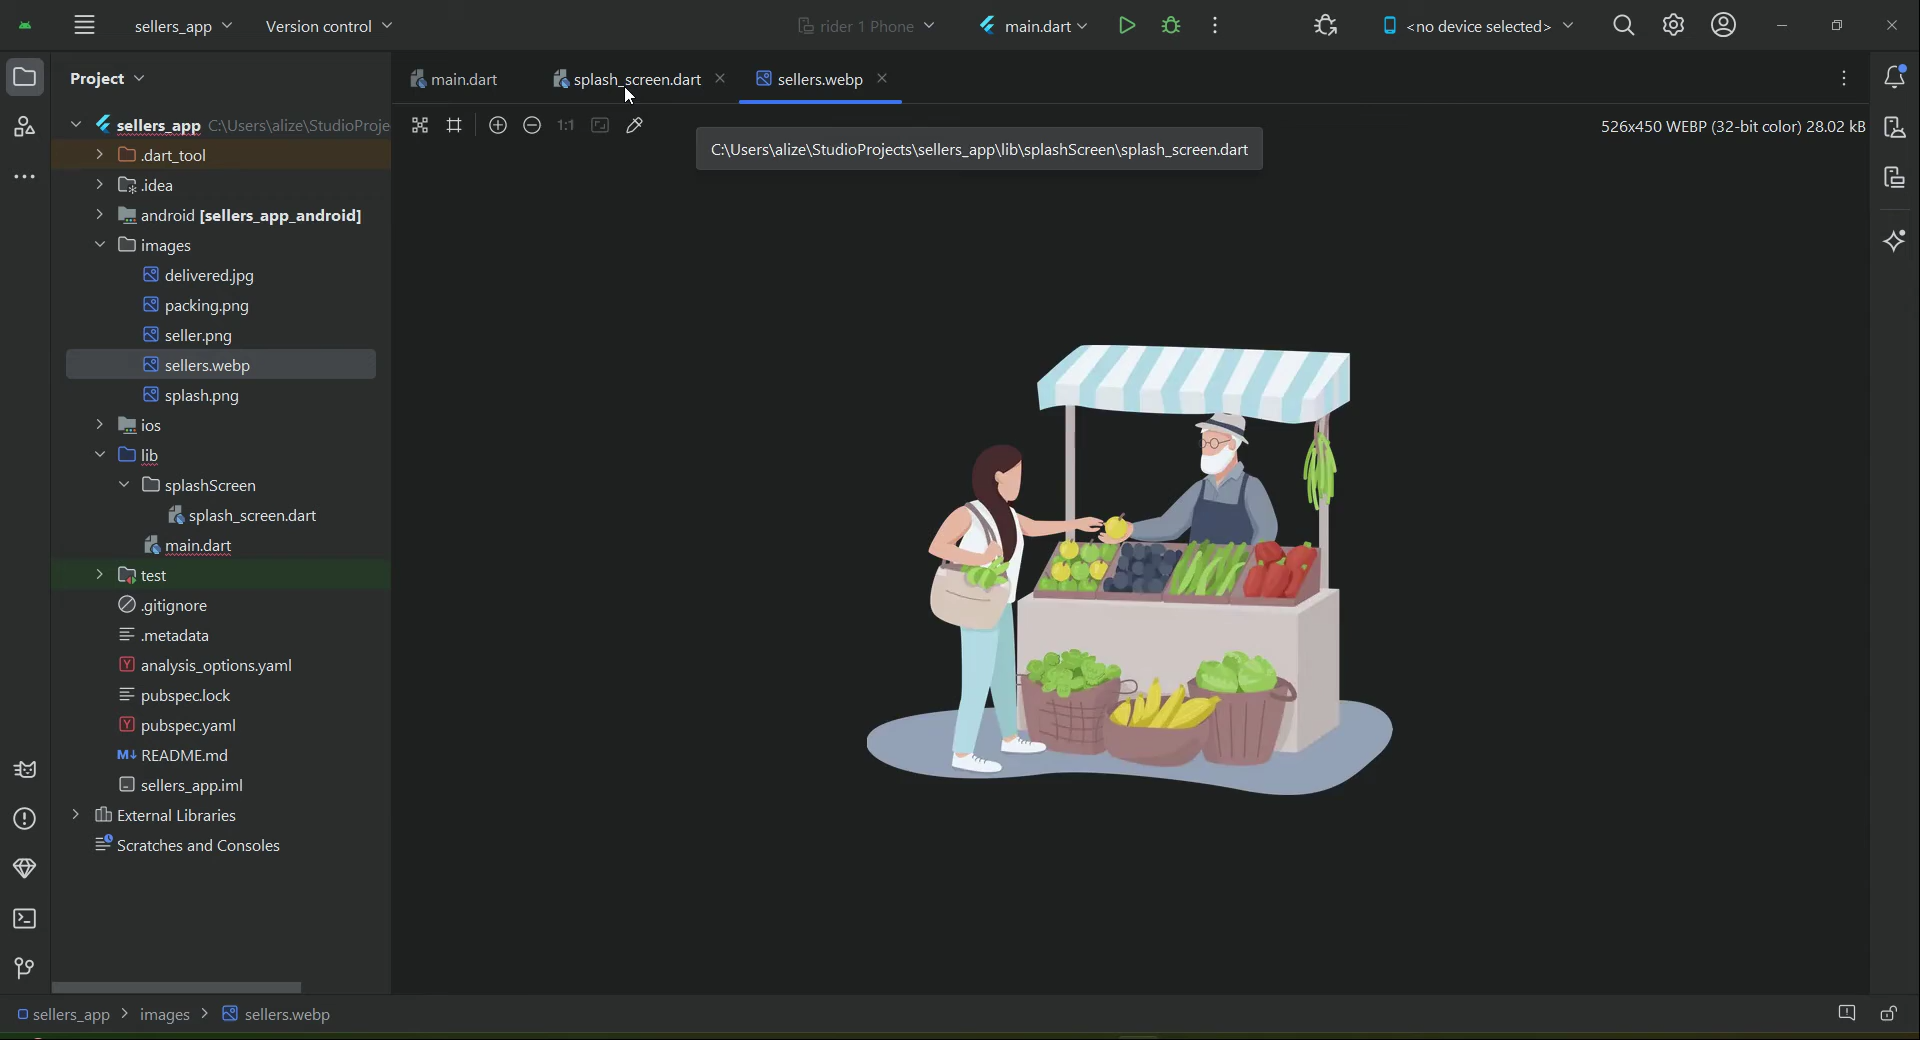 sellers_app
Version control
rider 1 Phone
main.dart
<no device selected>
Project
main.dart
splash_screen.dart
sellers.webp
1:1
526x450 WEBP (32-bit color) 28.02 kB
C:\Users\alize\StudioProjects\sellers_app\lib\splashScreen\splash_screen.dart
sellers_app C:\Users\alize\StudioProje
.dart_tool
.idea
android [sellers_app_android]
images
delivered.jpg
packing.png
seller.png
sellers.webp
splash.png
ios
lib
splashScreen
splash_screen.dart
main.dart
test
.gitignore
.metadata
analysis_options.yaml
pubspec.lock
pubspec.yaml
README.md
sellers_app.iml
External Libraries
Scratches and Consoles
sellers_app > images > sellers.webp